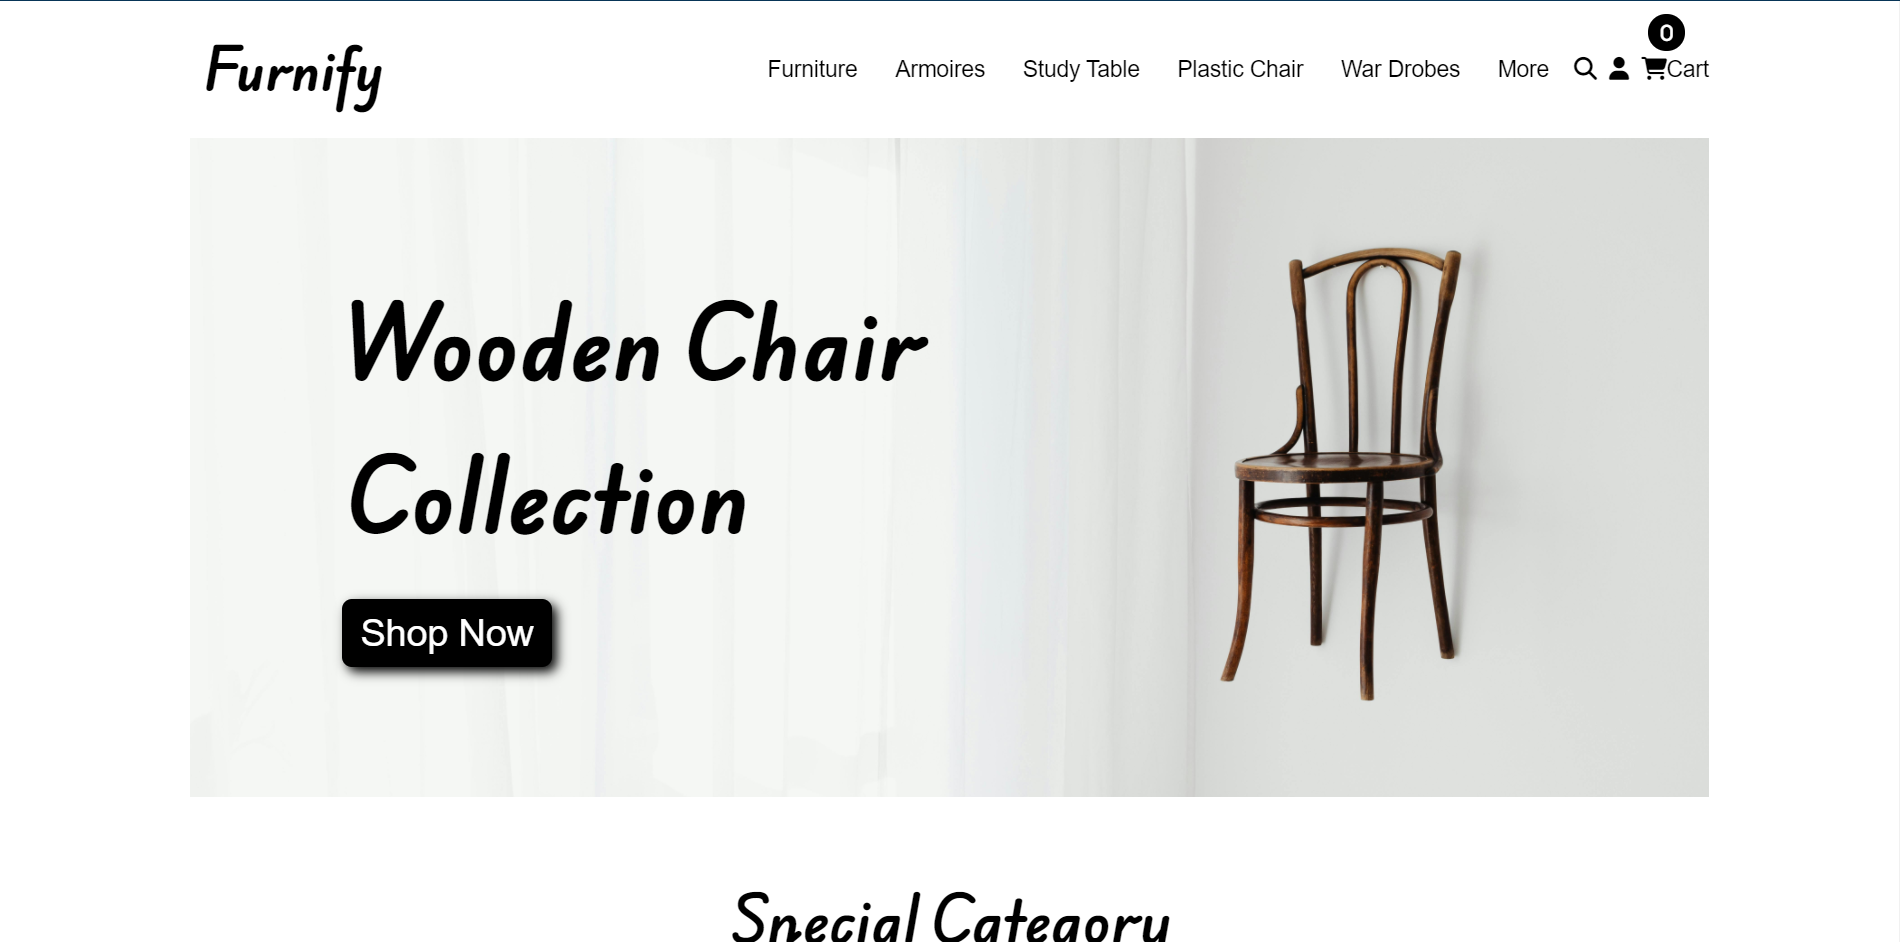 0
Furnify
Furniture Armoires Study Table Plastic Chair War Drobes More Cart
Wooden Chair
Collection
Shop Now
Special Category